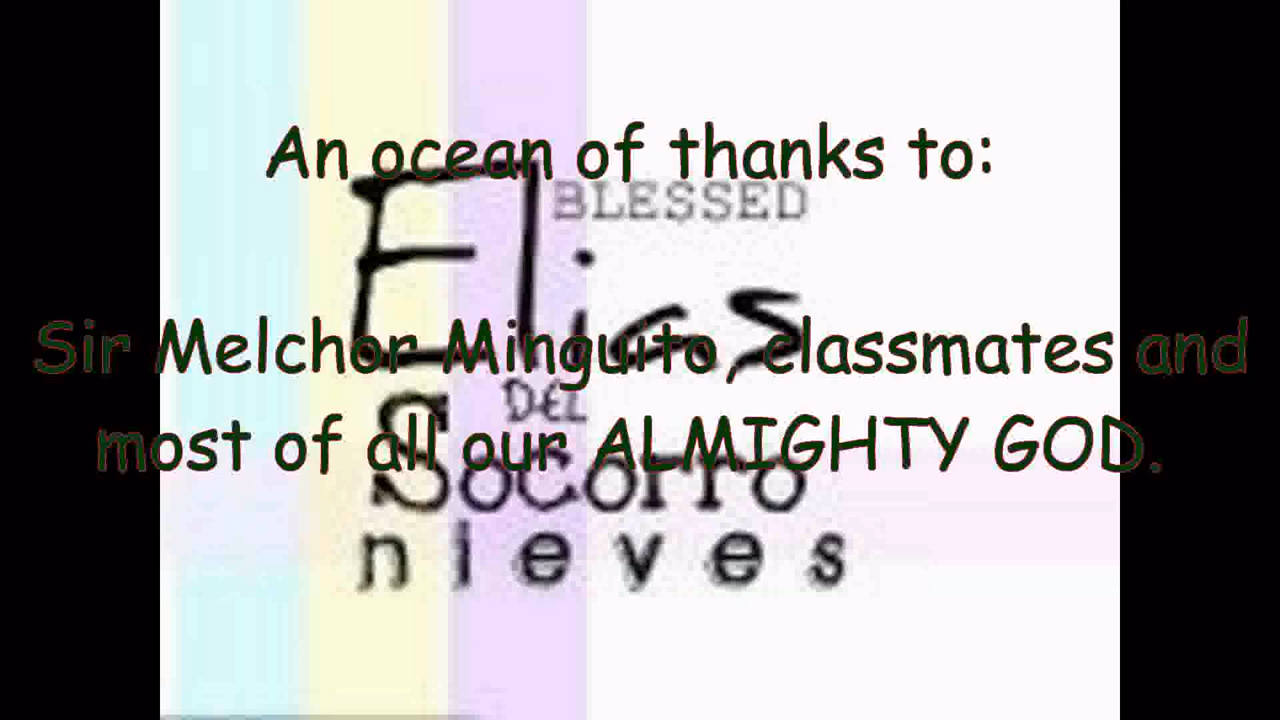 An ocean of thanks to:
BLESSED
Elias
Sir Melchor Minguito, classmates and
DEL
most of all our ALMIGHTY GOD.
Socorro
nieves